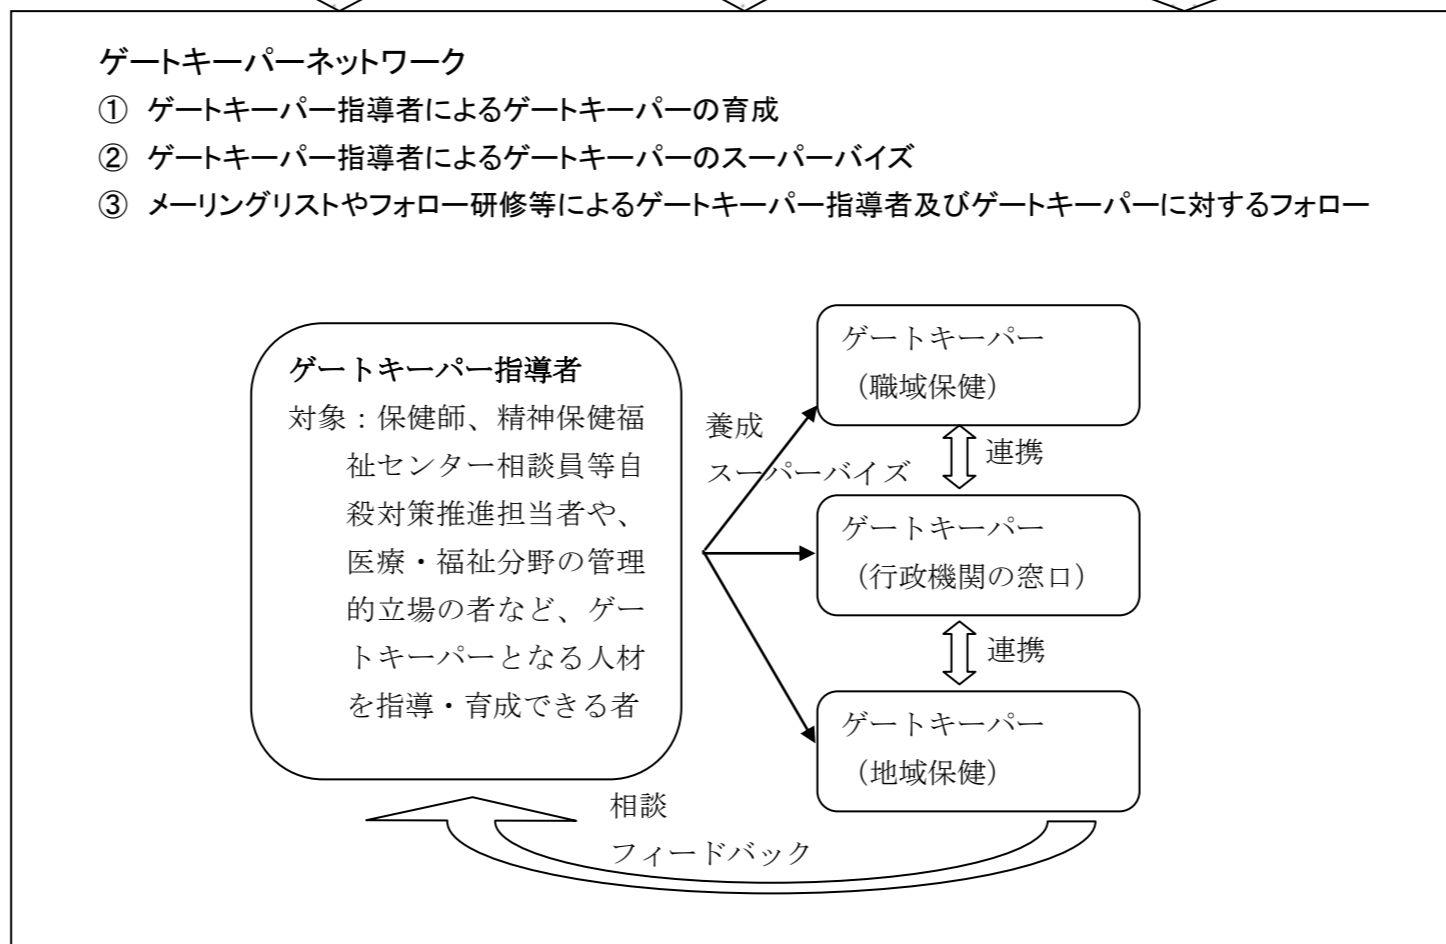 ゲートキーパーネットワーク
① ゲートキーパー指導者によるゲートキーパーの育成
② ゲートキーパー指導者によるゲートキーパーのスーパーバイズ
③ メーリングリストやフォロー研修等によるゲートキーパー指導者及びゲートキーパーに対するフォロー
ゲートキーパー指導者
対象：保健師、精神保健福
祉センター相談員等自
殺対策推進担当者や、
医療・福祉分野の管理
的立場の者など、ゲー
トキーパーとなる人材
を指導・育成できる者
養成
スーパーバイズ
ゲートキーパー
（職域保健）
連携
ゲートキーパー
（行政機関の窓口）
連携
ゲートキーパー
（地域保健）
相談
フィードバック